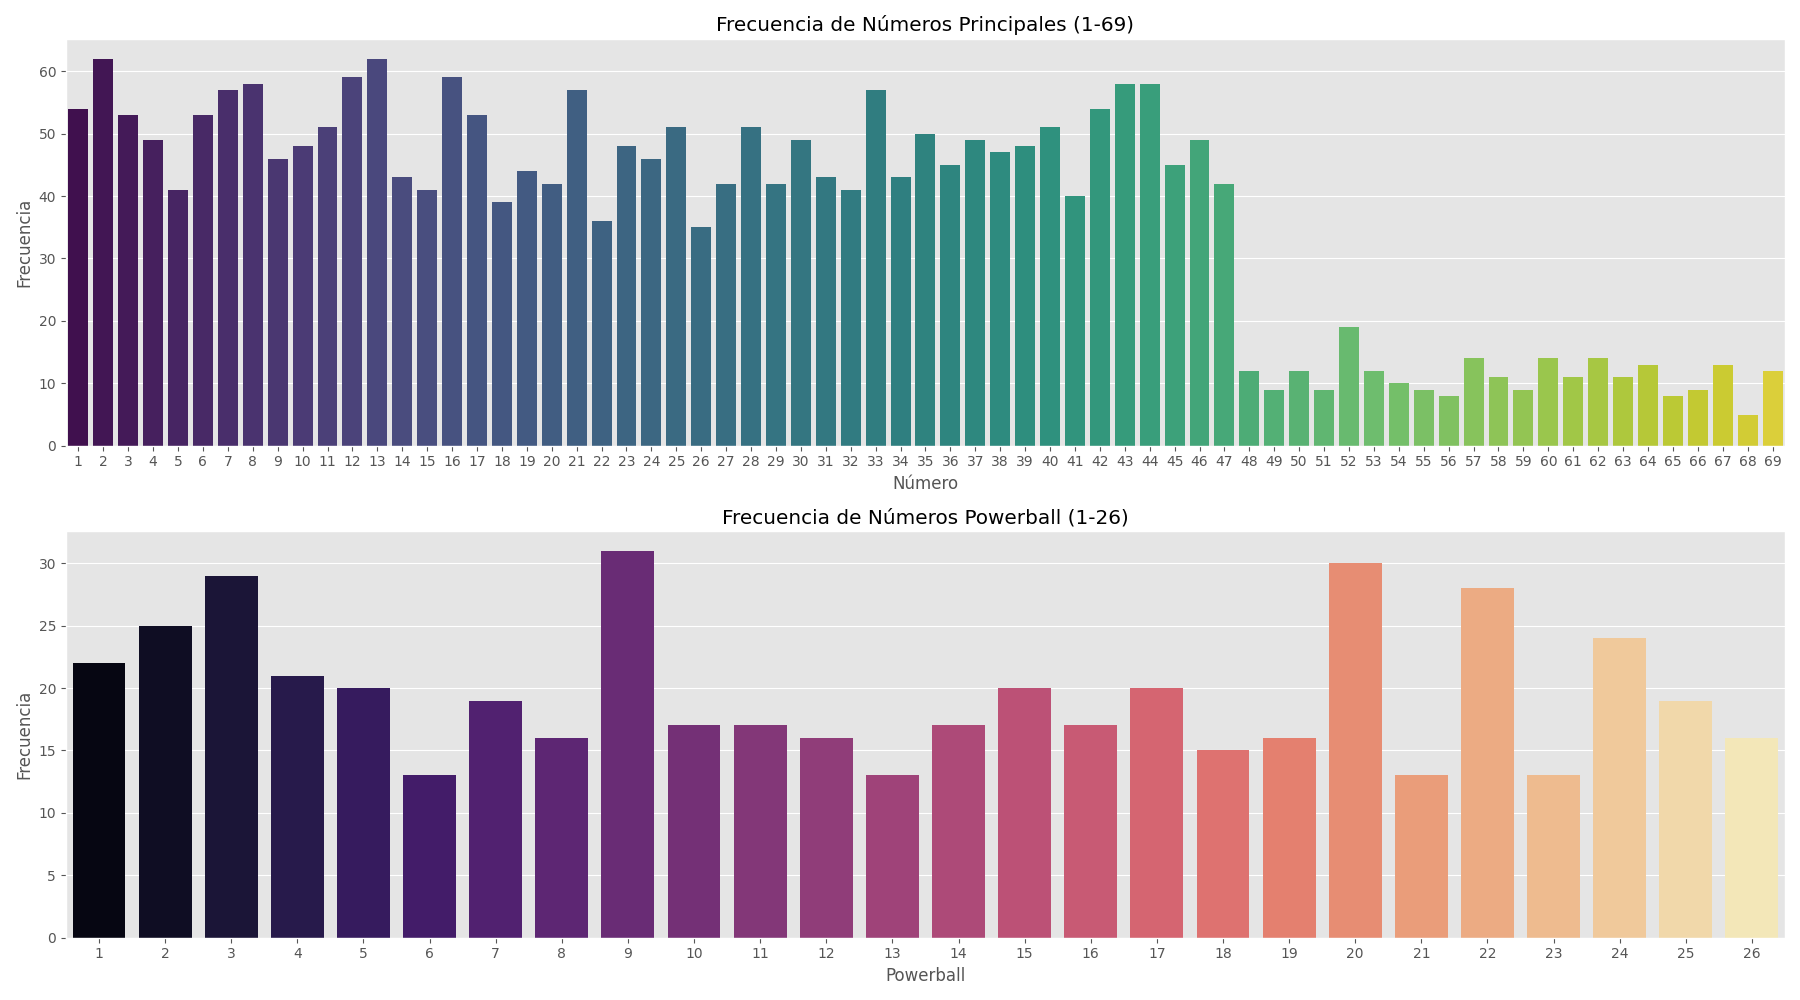 Frecuencia de Números Principales (1-69)
60
50
40
30
20
10
0
Frecuencia
1 2 3 4 5 6 7 8 9 10 11 12 13 14 15 16 17 18 19 20 21 22 23 24 25 26 27 28 29 30 31 32 33 34 35 36 37 38 39 40 41 42 43 44 45 46 47 48 49 50 51 52 53 54 55 56 57 58 59 60 61 62 63 64 65 66 67 68 69
Número
Frecuencia de Números Powerball (1-26)
30
25
20
15
10
5
0
Frecuencia
1 2 3 4 5 6 7 8 9 10 11 12 13 14 15 16 17 18 19 20 21 22 23 24 25 26
Powerball